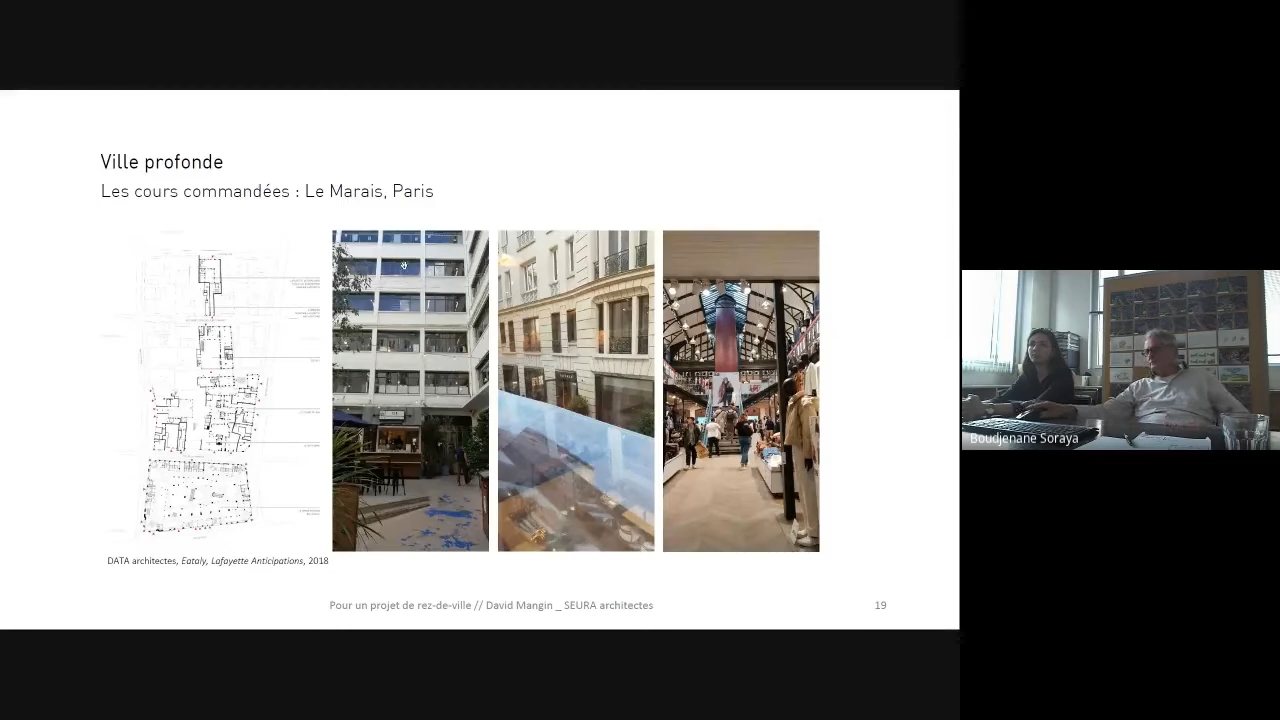 Ville profonde
Les cours commandées : Le Marais, Paris
DATA architectes, Eataly, Lafayette Anticipations, 2018
Pour un projet de rez-de-ville // David Mangin _ SEURA architectes
19
Boudjenane Soraya